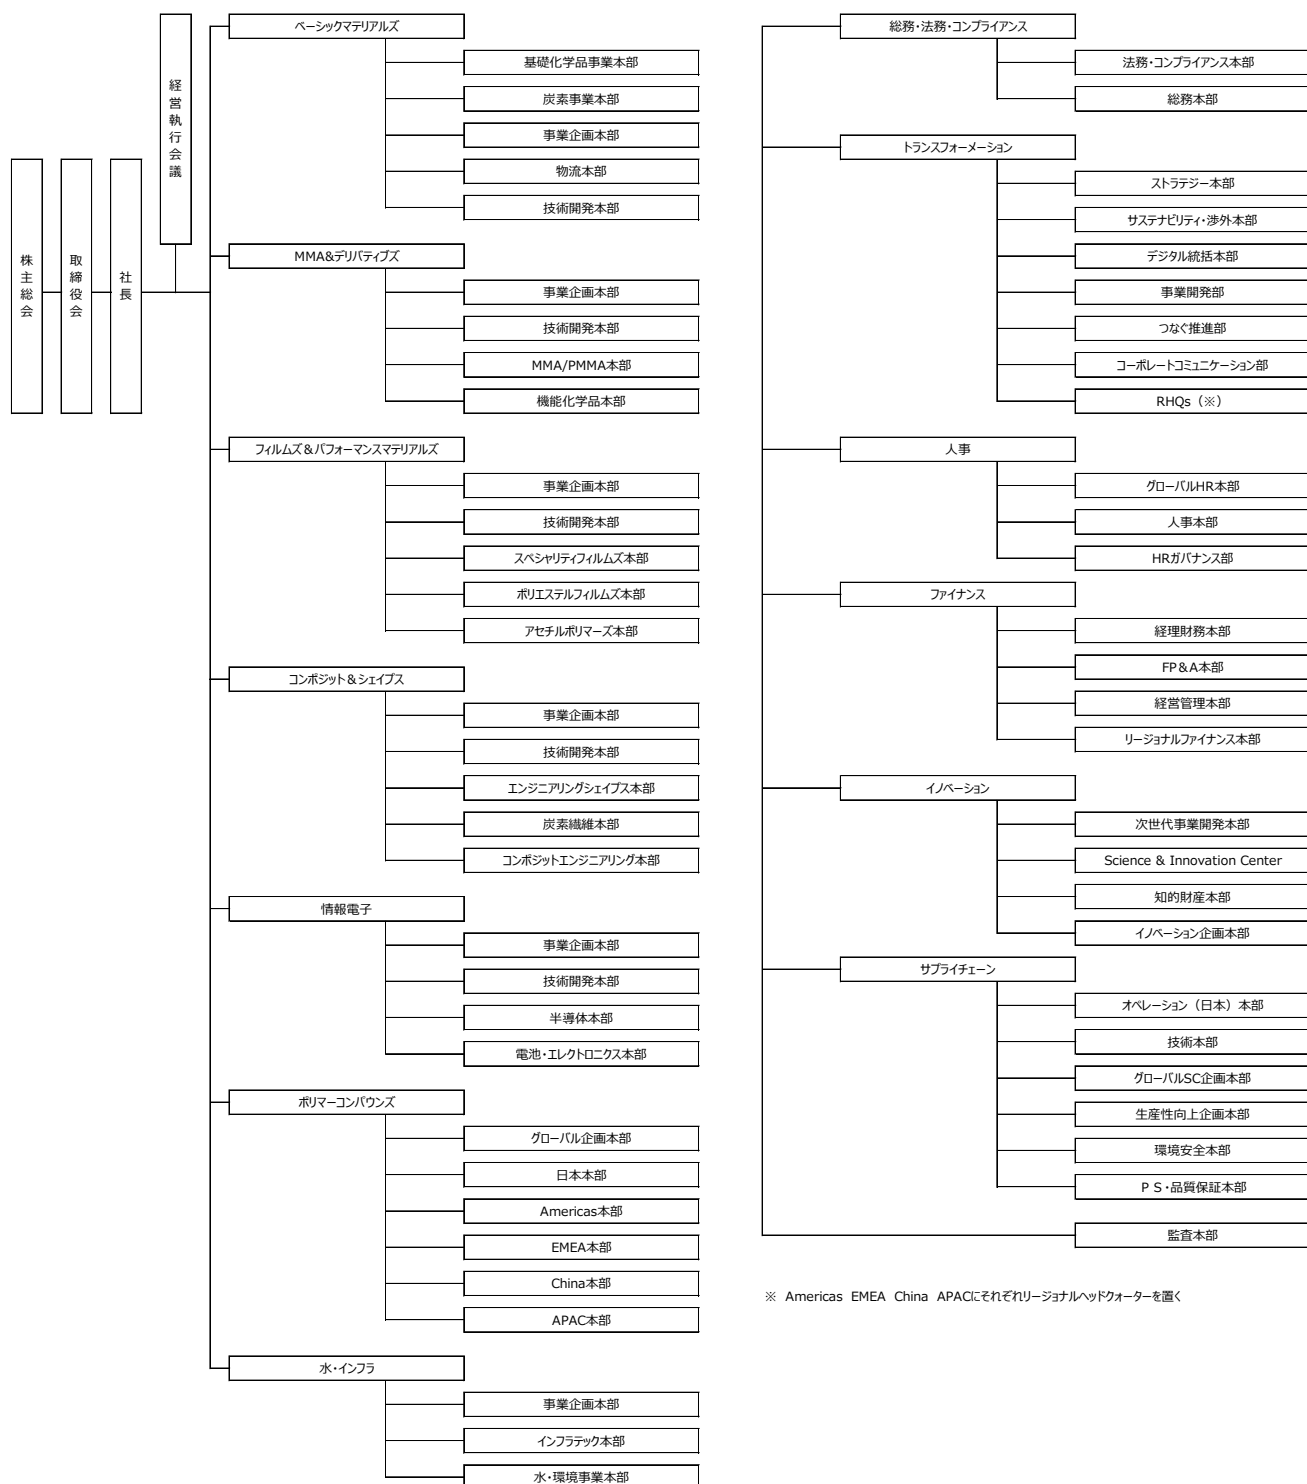 株主総会
取締役会
社長
経営執行会議
ベーシックマテリアルズ
基礎化学品事業本部
炭素事業本部
事業企画本部
物流本部
技術開発本部
MMA&デリバティブズ
事業企画本部
技術開発本部
MMA/PMMA本部
機能化学品本部
フィルムズ&パフォーマンスマテリアルズ
事業企画本部
技術開発本部
スペシャリティフィルムズ本部
ポリエステルフィルムズ本部
アセチルポリマーズ本部
コンポジット&シェイプス
事業企画本部
技術開発本部
エンジニアリングシェイプス本部
炭素繊維本部
コンポジットエンジニアリング本部
情報電子
事業企画本部
技術開発本部
半導体本部
電池・エレクトロニクス本部
ポリマーコンパウンズ
グローバル企画本部
日本本部
Americas本部
EMEA本部
China本部
APAC本部
水・インフラ
事業企画本部
インフラテック本部
水・環境事業本部
総務・法務・コンプライアンス
法務・コンプライアンス本部
総務本部
トランスフォーメーション
ストラテジー本部
サステナビリティ・渉外本部
デジタル統括本部
事業開発部
つなぐ推進部
コーポレートコミュニケーション部
RHQs（※）
人事
グローバルHR本部
人事本部
HRガバナンス部
ファイナンス
経理財務本部
FP&A本部
経営管理本部
リージョナルファイナンス本部
イノベーション
次世代事業開発本部
Science & Innovation Center
知的財産本部
イノベーション企画本部
サプライチェーン
オペレーション（日本）本部
技術本部
グローバルSC企画本部
生産性向上企画本部
環境安全本部
ＰＳ・品質保証本部
監査本部
※ Americas EMEA China APACにそれぞれリージョナルヘッドクォーターを置く